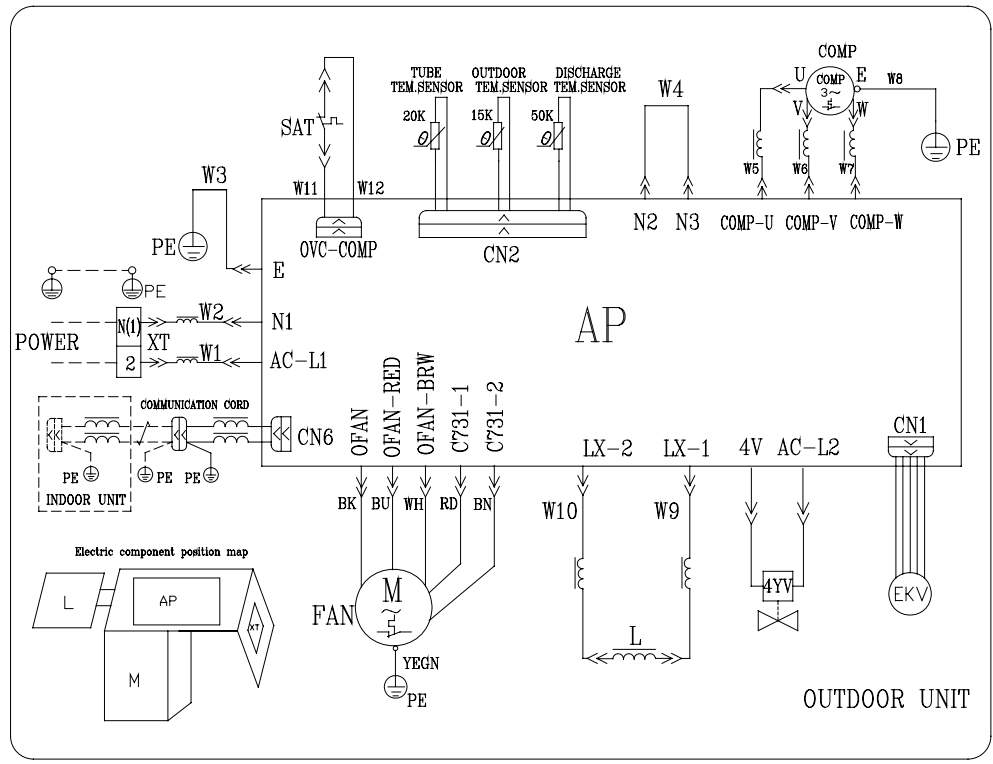 COMP
TUBE
TEM.SENSOR
OUTDOOR
TEM.SENSOR
DISCHARGE
TEM.SENSOR
U
COMP
3~
E
W8
W4
20K
15K
50K
SAT
V
W
PE
W5
W6
W7
W3
W11
W12
N2
N3
COMP-U
COMP-V
COMP-W
PE
OVC-COMP
CN2
E
PE
N(1)
W2
N1
AP
POWER
XT
2
W1
AC-L1
COMMUNICATION CORD
CN6
OFAN
OFAN-RED
OFAN-BRW
C731-1
C731-2
CN1
LX-2
LX-1
4V
AC-L2
PE
PE
PE
INDOOR UNIT
BK
BU
WH
RD
BN
W10
W9
Electric component position map
L
AP
XT
M
M
~
FAN
4YV
EKV
L
YEGN
PE
OUTDOOR UNIT